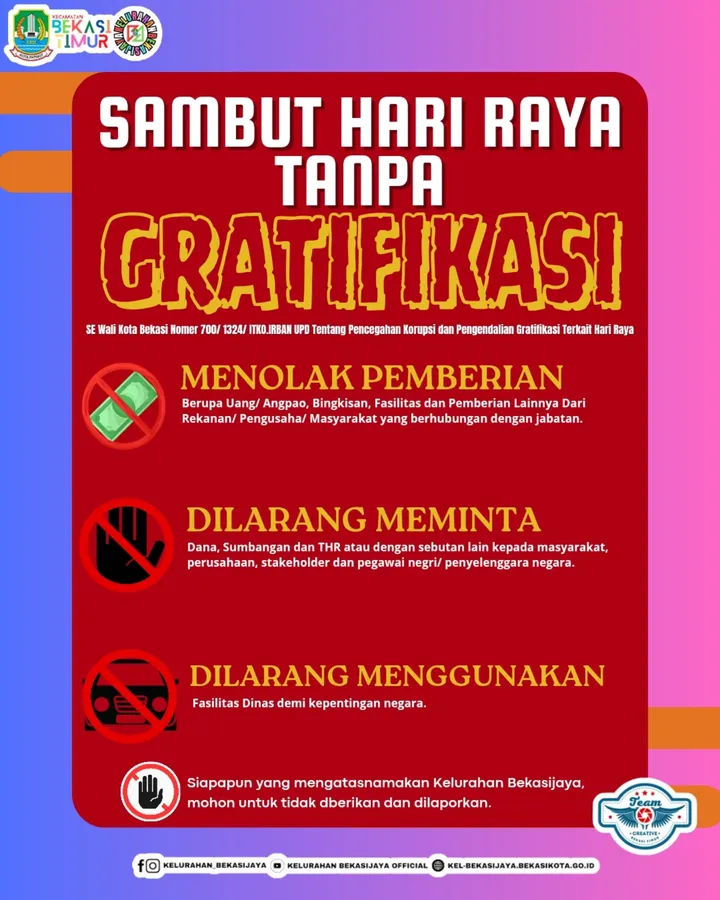 KECAMATAN
BEKASI
TIMUR
SAMBUT HARI RAYA
TANPA
GRATIFIKASI
SE Wali Kota Bekasi Nomer 700/ 1324/ ITKO.IRBAN UPD Tentang Pencegahan Korupsi dan Pengendalian Gratifikasi Terkait Hari Raya
MENOLAK PEMBERIAN
Berupa Uang/ Angpao, Bingkisan, Fasilitas dan Pemberian Lainnya Dari
Rekanan/ Pengusaha/ Masyarakat yang berhubungan dengan jabatan.
DILARANG MEMINTA
Dana, Sumbangan dan THR atau dengan sebutan lain kepada masyarakat,
perusahaan, stakeholder dan pegawai negri/ penyelenggara negara.
DILARANG MENGGUNAKAN
Fasilitas Dinas demi kepentingan negara.
Siapapun yang mengatasnamakan Kelurahan Bekasijaya,
mohon untuk tidak dberikan dan dilaporkan.
Team
CREATIVE
BEKASI TIMUR
KELURAHAN_BEKASIJAYA KELURAHAN BEKASIJAYA OFFICIAL KEL-BEKASIJAYA.BEKASIKOTA.GO.ID